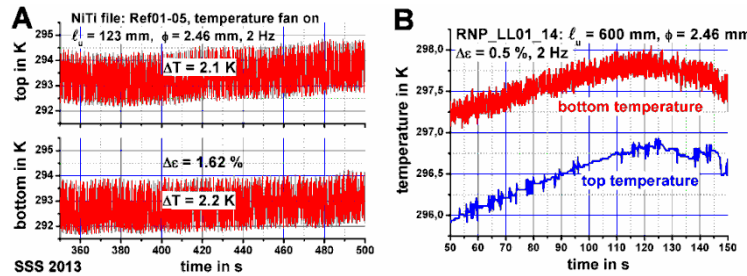 A
NiTi file: Ref01-05, temperature fan on
ℓu = 123 mm, ϕ = 2.46 mm, 2 Hz
top in K
295
294
293
292
ΔT = 2.1 K
bottom in K
295
294
293
292
Δε = 1.62 %
ΔT = 2.2 K
360 380 400 420 440 460 480 500
SSS 2013
time in s
B
RNP_LL01_14: ℓu = 600 mm, ϕ = 2.46 mm
Δε = 0.5 %, 2 Hz
temperature in K
298,0
297,5
297,0
296,5
296,0
bottom temperature
top temperature
50 60 70 80 90 100 110 120 130 140 150
time in s